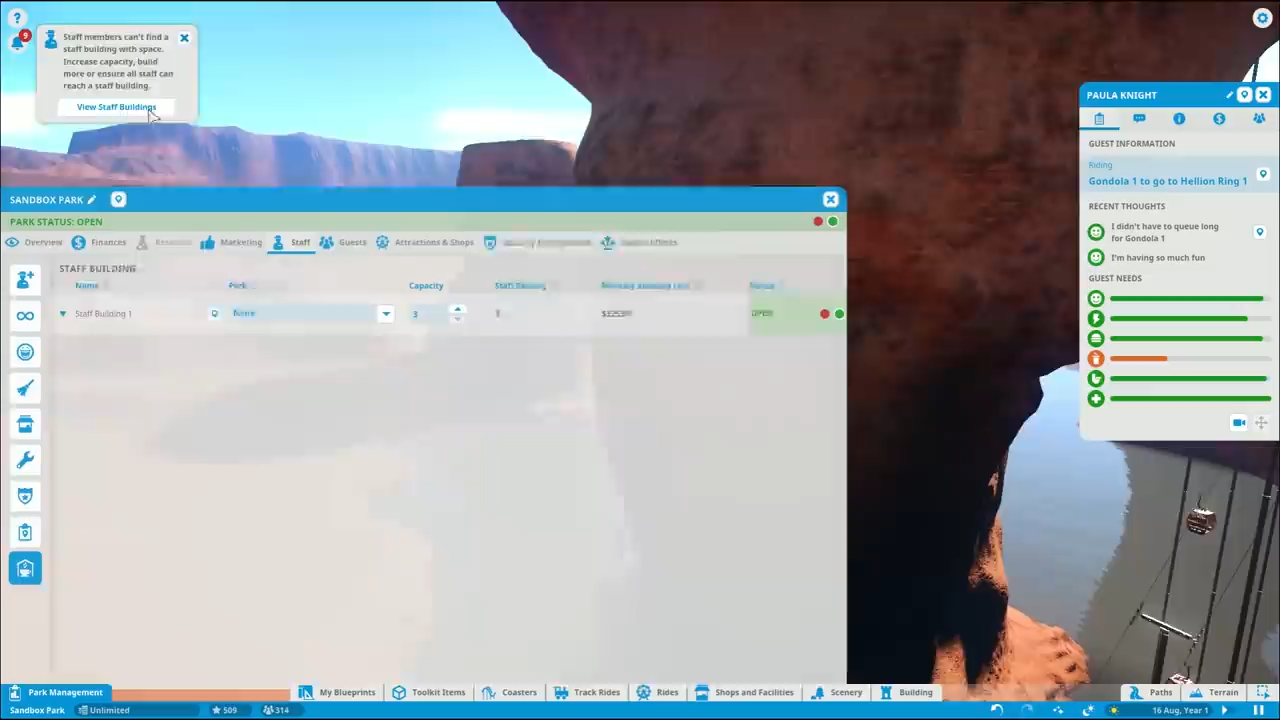 ?
9
Staff members can't find a
staff building with space.
Increase capacity, build
more or ensure all staff can
reach a staff building.
View Staff Buildings
PAULA KNIGHT
GUEST INFORMATION
Riding
Gondola 1 to go to Hellion Ring 1
RECENT THOUGHTS
I didn't have to queue long
for Gondola 1
I'm having so much fun
GUEST NEEDS
SANDBOX PARK
PARK STATUS: OPEN
Overview Finances Research Marketing Staff Guests Attractions & Shops
STAFF BUILDING
Name Perk Capacity
Staff Building 1 None 3
Park Management My Blueprints Toolkit Items Coasters Track Rides Rides Shops and Facilities Scenery Building Paths Terrain
Sandbox Park Unlimited 509 314 16 Aug, Year 1